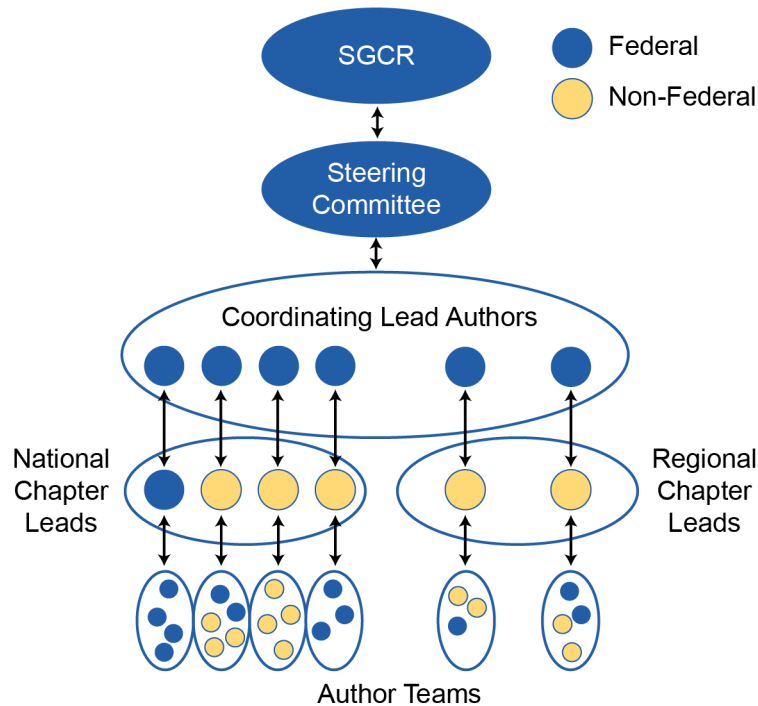 SGCR
Federal
Non-Federal
Steering
Committee
Coordinating Lead Authors
National
Chapter
Leads
Regional
Chapter
Leads
Author Teams